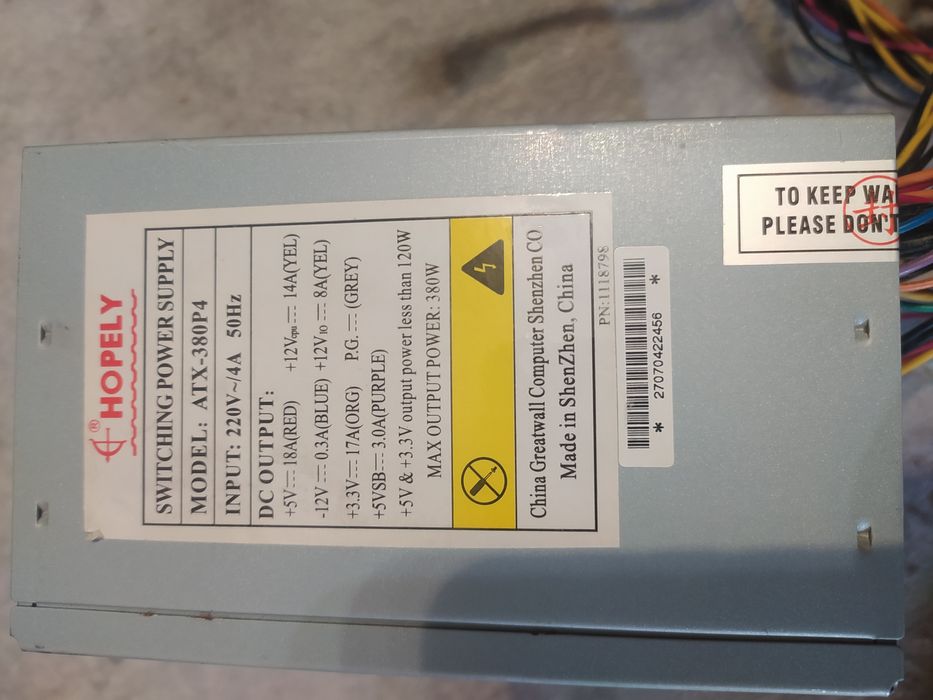 ® HOPELY
SWITCHING POWER SUPPLY
MODEL: ATX-380P4
INPUT: 220V~/4A 50Hz
DC OUTPUT:
+5V⎓18A(RED) +12Vcpu⎓14A(YEL)
-12V⎓0.3A(BLUE) +12V10⎓8A(YEL)
+3.3V⎓17A(ORG) P.G.⎓(GREY)
+5VSB⎓3.0A(PURPLE)
+5V & +3.3V output power less than 120W
MAX OUTPUT POWER: 380W
China Greatwall Computer Shenzhen CO
Made in ShenZhen, China
PN:1118798
* 27070422456 *
TO KEEP WA
PLEASE DON'T